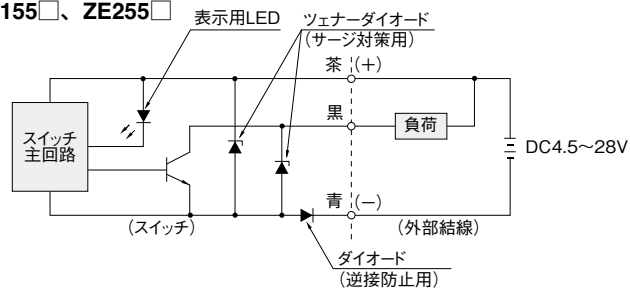 155□、ZE255□
表示用LED
ツェナーダイオード
(サージ対策用)
茶 (+)
黒
負荷
スイッチ
主回路
DC4.5〜28V
青 (−)
(スイッチ)
(外部結線)
ダイオード
(逆接防止用)